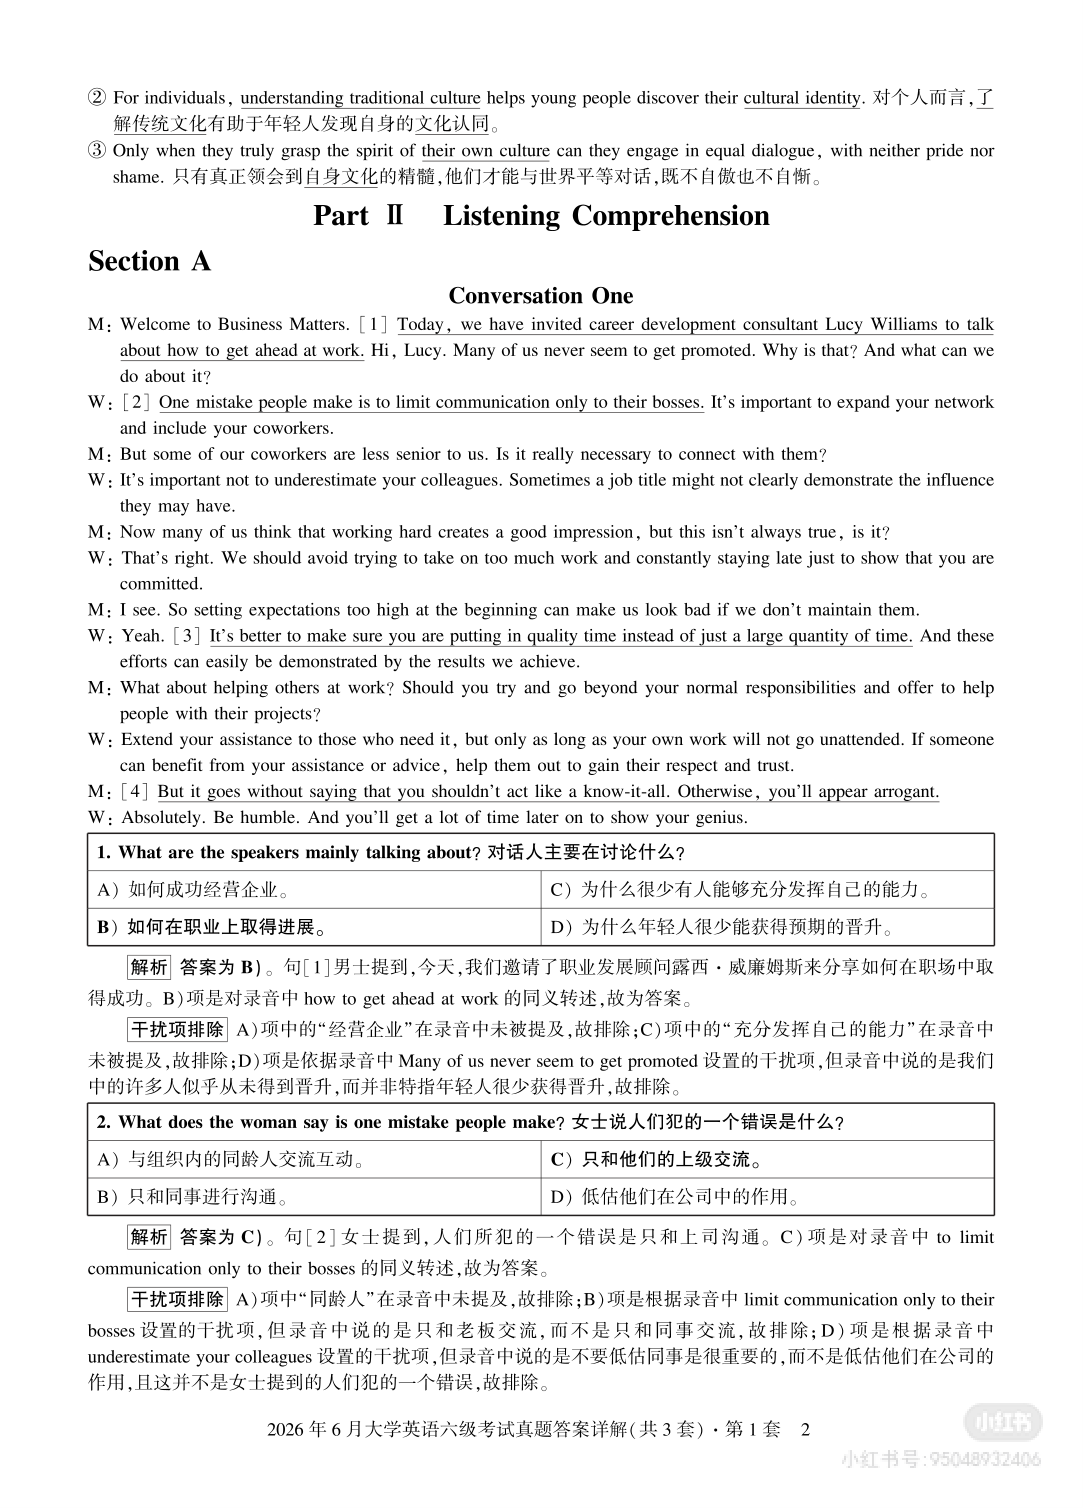 ② For individuals, understanding traditional culture helps young people discover their cultural identity. 对个人而言,了
解传统文化有助于年轻人发现自身的文化认同。
③ Only when they truly grasp the spirit of their own culture can they engage in equal dialogue, with neither pride nor
shame. 只有真正领会到自身文化的精髓,他们才能与世界平等对话,既不自傲也不自惭。
Part Ⅱ Listening Comprehension
Section A
Conversation One
M: Welcome to Business Matters. [1] Today, we have invited career development consultant Lucy Williams to talk
about how to get ahead at work. Hi, Lucy. Many of us never seem to get promoted. Why is that? And what can we
do about it?
W: [2] One mistake people make is to limit communication only to their bosses. It's important to expand your network
and include your coworkers.
M: But some of our coworkers are less senior to us. Is it really necessary to connect with them?
W: It's important not to underestimate your colleagues. Sometimes a job title might not clearly demonstrate the influence
they may have.
M: Now many of us think that working hard creates a good impression, but this isn't always true, is it?
W: That's right. We should avoid trying to take on too much work and constantly staying late just to show that you are
committed.
M: I see. So setting expectations too high at the beginning can make us look bad if we don't maintain them.
W: Yeah. [3] It's better to make sure you are putting in quality time instead of just a large quantity of time. And these
efforts can easily be demonstrated by the results we achieve.
M: What about helping others at work? Should you try and go beyond your normal responsibilities and offer to help
people with their projects?
W: Extend your assistance to those who need it, but only as long as your own work will not go unattended. If someone
can benefit from your assistance or advice, help them out to gain their respect and trust.
M: [4] But it goes without saying that you shouldn't act like a know-it-all. Otherwise, you'll appear arrogant.
W: Absolutely. Be humble. And you'll get a lot of time later on to show your genius.
1. What are the speakers mainly talking about? 对话人主要在讨论什么?
A) 如何成功经营企业。
C) 为什么很少有人能够充分发挥自己的能力。
B) 如何在职业上取得进展。
D) 为什么年轻人很少能获得预期的晋升。
解析 答案为 B)。句[1]男士提到,今天,我们邀请了职业发展顾问露西·威廉姆斯来分享如何在职场中取
得成功。B)项是对录音中 how to get ahead at work 的同义转述,故为答案。
干扰项排除 A)项中的“经营企业”在录音中未被提及,故排除;C)项中的“充分发挥自己的能力”在录音中
未被提及,故排除;D)项是依据录音中 Many of us never seem to get promoted 设置的干扰项,但录音中说的是我们
中的许多人似乎从未得到晋升,而并非特指年轻人很少获得晋升,故排除。
2. What does the woman say is one mistake people make? 女士说人们犯的一个错误是什么?
A) 与组织内的同龄人交流互动。
C) 只和他们的上级交流。
B) 只和同事进行沟通。
D) 低估他们在公司中的作用。
解析 答案为 C)。句[2]女士提到,人们所犯的一个错误是只和上司沟通。C)项是对录音中 to limit
communication only to their bosses 的同义转述,故为答案。
干扰项排除 A)项中“同龄人”在录音中未提及,故排除;B)项是根据录音中 limit communication only to their
bosses 设置的干扰项,但录音中说的是只和老板交流,而不是只和同事交流,故排除;D)项是根据录音中
underestimate your colleagues 设置的干扰项,但录音中说的是不要低估同事是很重要的,而不是低估他们在公司的
作用,且这并不是女士提到的人们犯的一个错误,故排除。
2026 年 6 月大学英语六级考试真题答案详解(共 3 套)·第 1 套 2
小红书
小红书号:95048932406